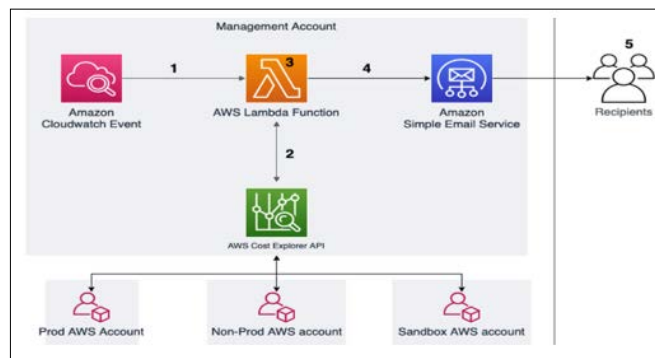 Management Account
1
3
4
5
Amazon
Cloudwatch Event
AWS Lambda Function
Amazon
Simple Email Service
Recipients
2
AWS Cost Explorer API
Prod AWS Account
Non-Prod AWS account
Sandbox AWS account